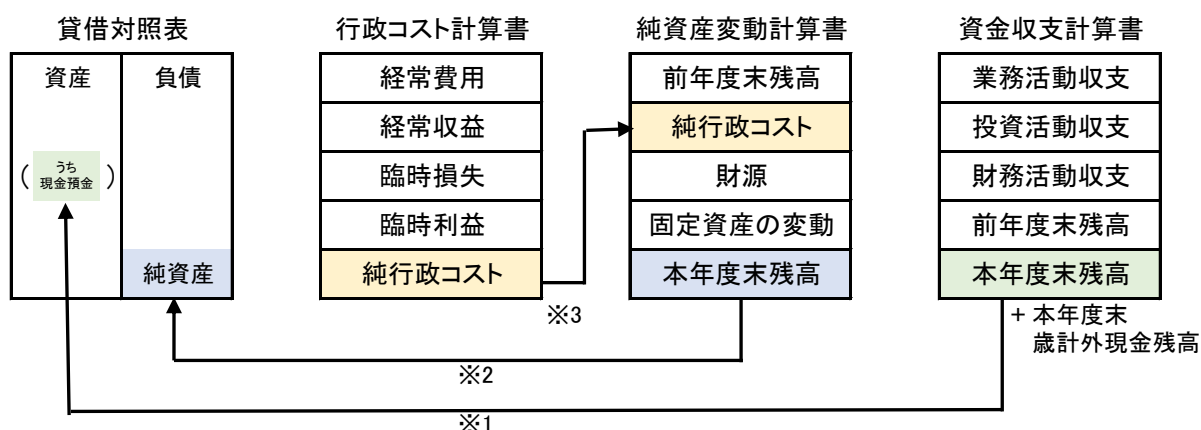 貸借対照表
資産
負債
(うち
現金預金)
純資産
行政コスト計算書
経常費用
経常収益
臨時損失
臨時利益
純行政コスト
純資産変動計算書
前年度末残高
純行政コスト
財源
固定資産の変動
本年度末残高
資金収支計算書
業務活動収支
投資活動収支
財務活動収支
前年度末残高
本年度末残高
+ 本年度末
歳計外現金残高
※3
※2
※1